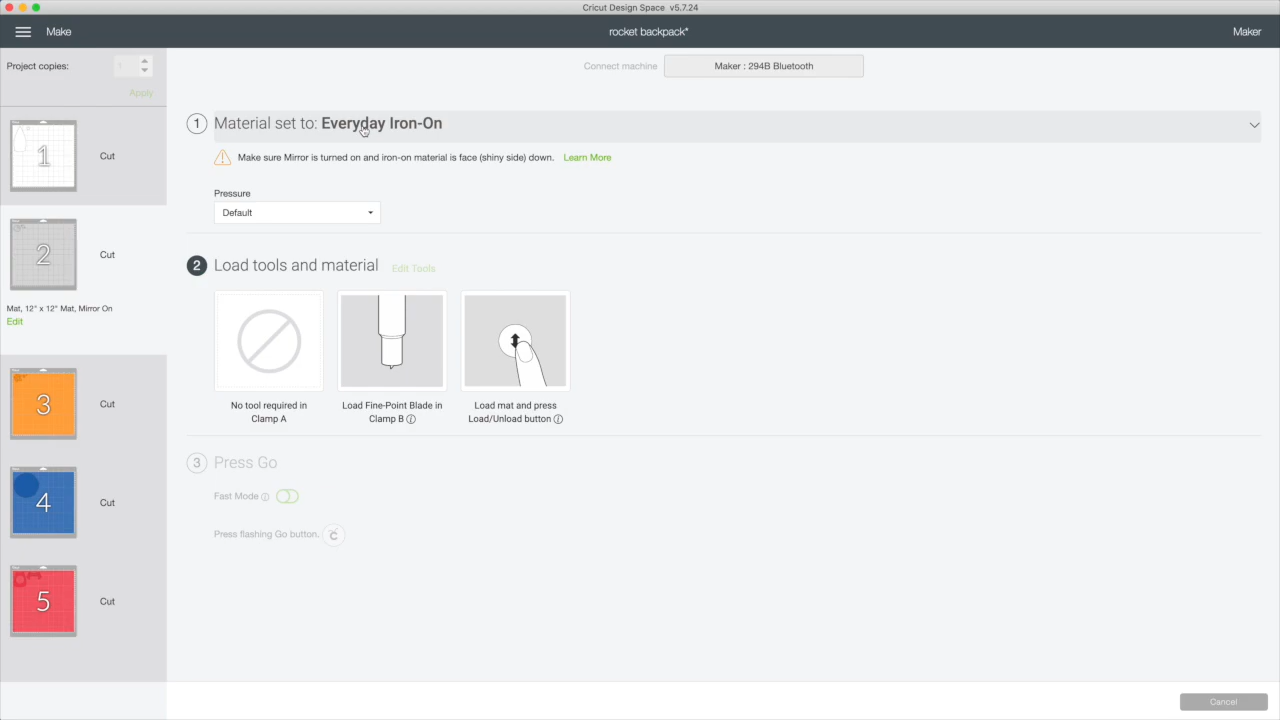 Cricut Design Space v5.7.24
Make
rocket backpack*
Maker
Project copies:
Apply
Connect machine
Maker : 294B Bluetooth
1 Cut
2 Cut
Mat, 12" x 12" Mat, Mirror On
Edit
3 Cut
4 Cut
5 Cut
1 Material set to: Everyday Iron-On
Make sure Mirror is turned on and iron-on material is face (shiny side) down. Learn More
Pressure
Default
2 Load tools and material Edit Tools
No tool required in
Clamp A
Load Fine-Point Blade in
Clamp B
Load mat and press
Load/Unload button
3 Press Go
Fast Mode
Press flashing Go button.
Cancel